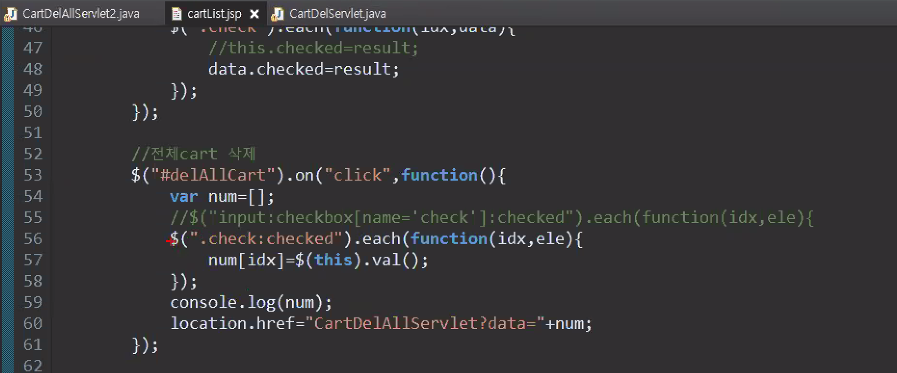 CartDelAllServlet2.java cartList.jsp CartDelServlet.java
46 $(".check").each(function(idx,data){
47 //this.checked=result;
48 data.checked=result;
49 });
50 });
51
52 //전체cart 삭제
53 $("#delAllCart").on("click",function(){
54 var num=[];
55 //$("input:checkbox[name='check']:checked").each(function(idx,ele){
56 $(".check:checked").each(function(idx,ele){
57 num[idx]=$(this).val();
58 });
59 console.log(num);
60 location.href="CartDelAllServlet?data="+num;
61 });
62